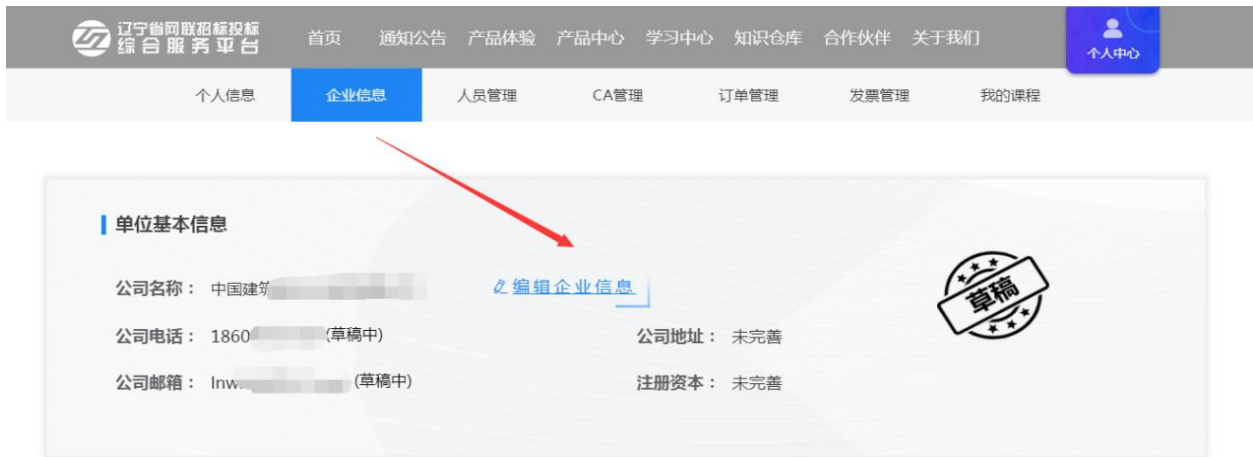 辽宁省网联招标投标
综合服务平台
首页 通知公告 产品体验 产品中心 学习中心 知识仓库 合作伙伴 关于我们
个人中心
个人信息 企业信息 人员管理 CA管理 订单管理 发票管理 我的课程
单位基本信息
公司名称： 中国建筑 编辑企业信息
草稿
公司电话： 1860 (草稿中) 公司地址： 未完善
公司邮箱： lnw (草稿中) 注册资本： 未完善